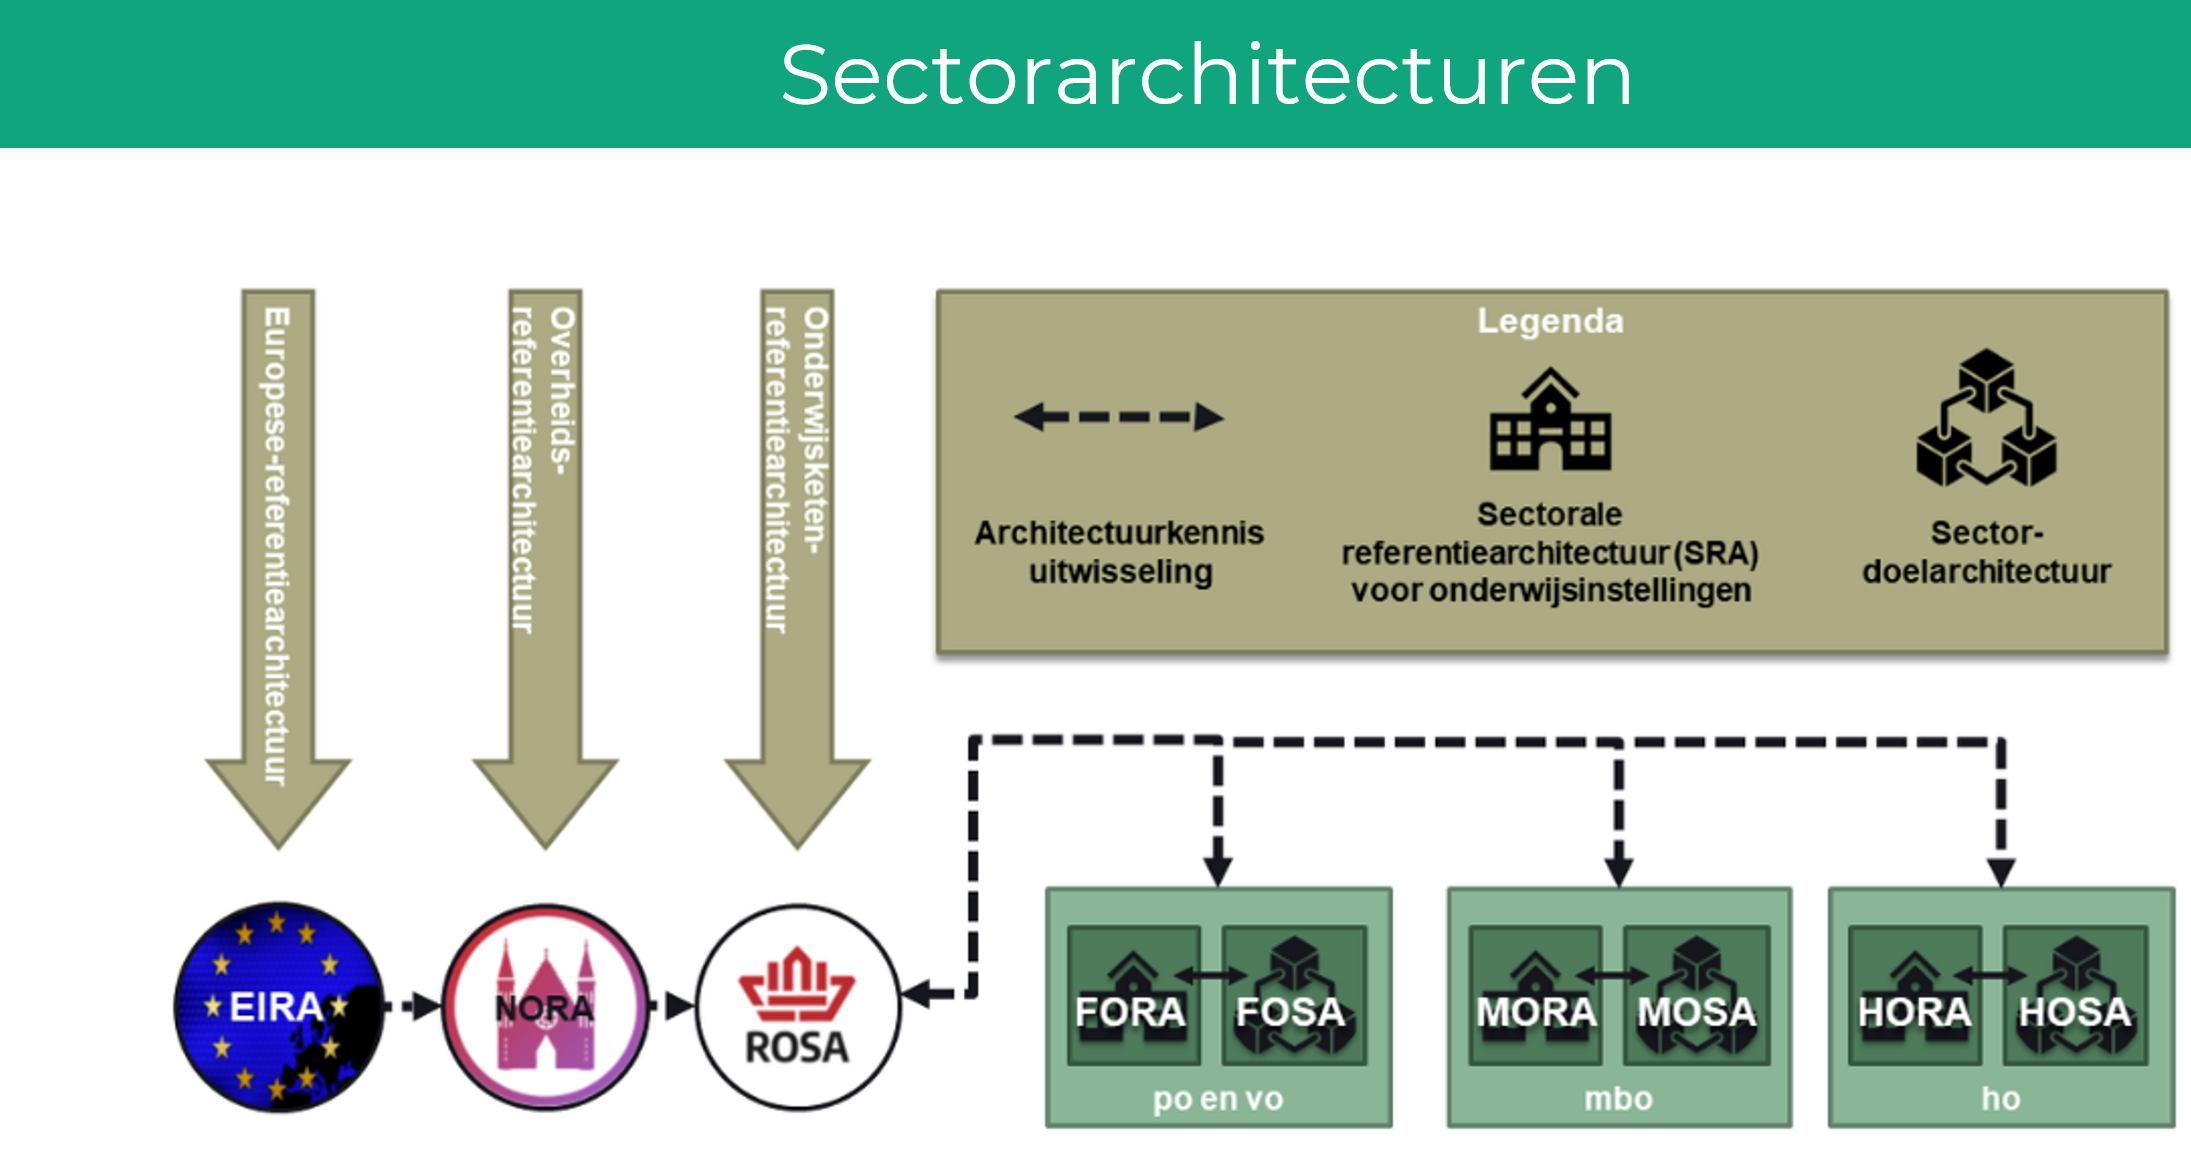 Sectorarchitecturen
Europese-referentiearchitectuur
Overheids-
referentiearchitectuur
Onderwijsketen-
referentiearchitectuur
Legenda
Architectuurkennis
uitwisseling
Sectorale
referentiearchitectuur (SRA)
voor onderwijsinstellingen
Sector-
doelarchitectuur
EIRA
NORA
ROSA
FORA
FOSA
po en vo
MORA
MOSA
mbo
HORA
HOSA
ho